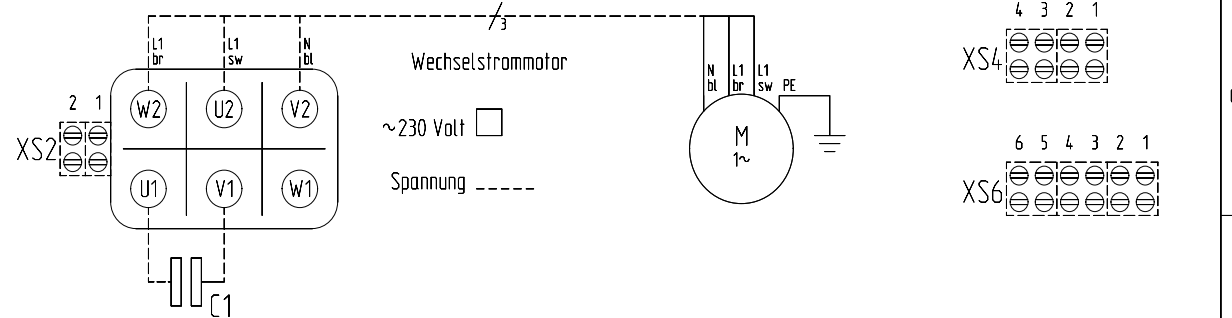 3
L1 br
L1 sw
N bl
Wechselstrommotor
W2 U2 V2
2 1
XS2
~230 Volt
U1 V1 W1
Spannung
C1
N bl
L1 br
L1 sw
PE
M
1~
4 3 2 1
XS4
6 5 4 3 2 1
XS6